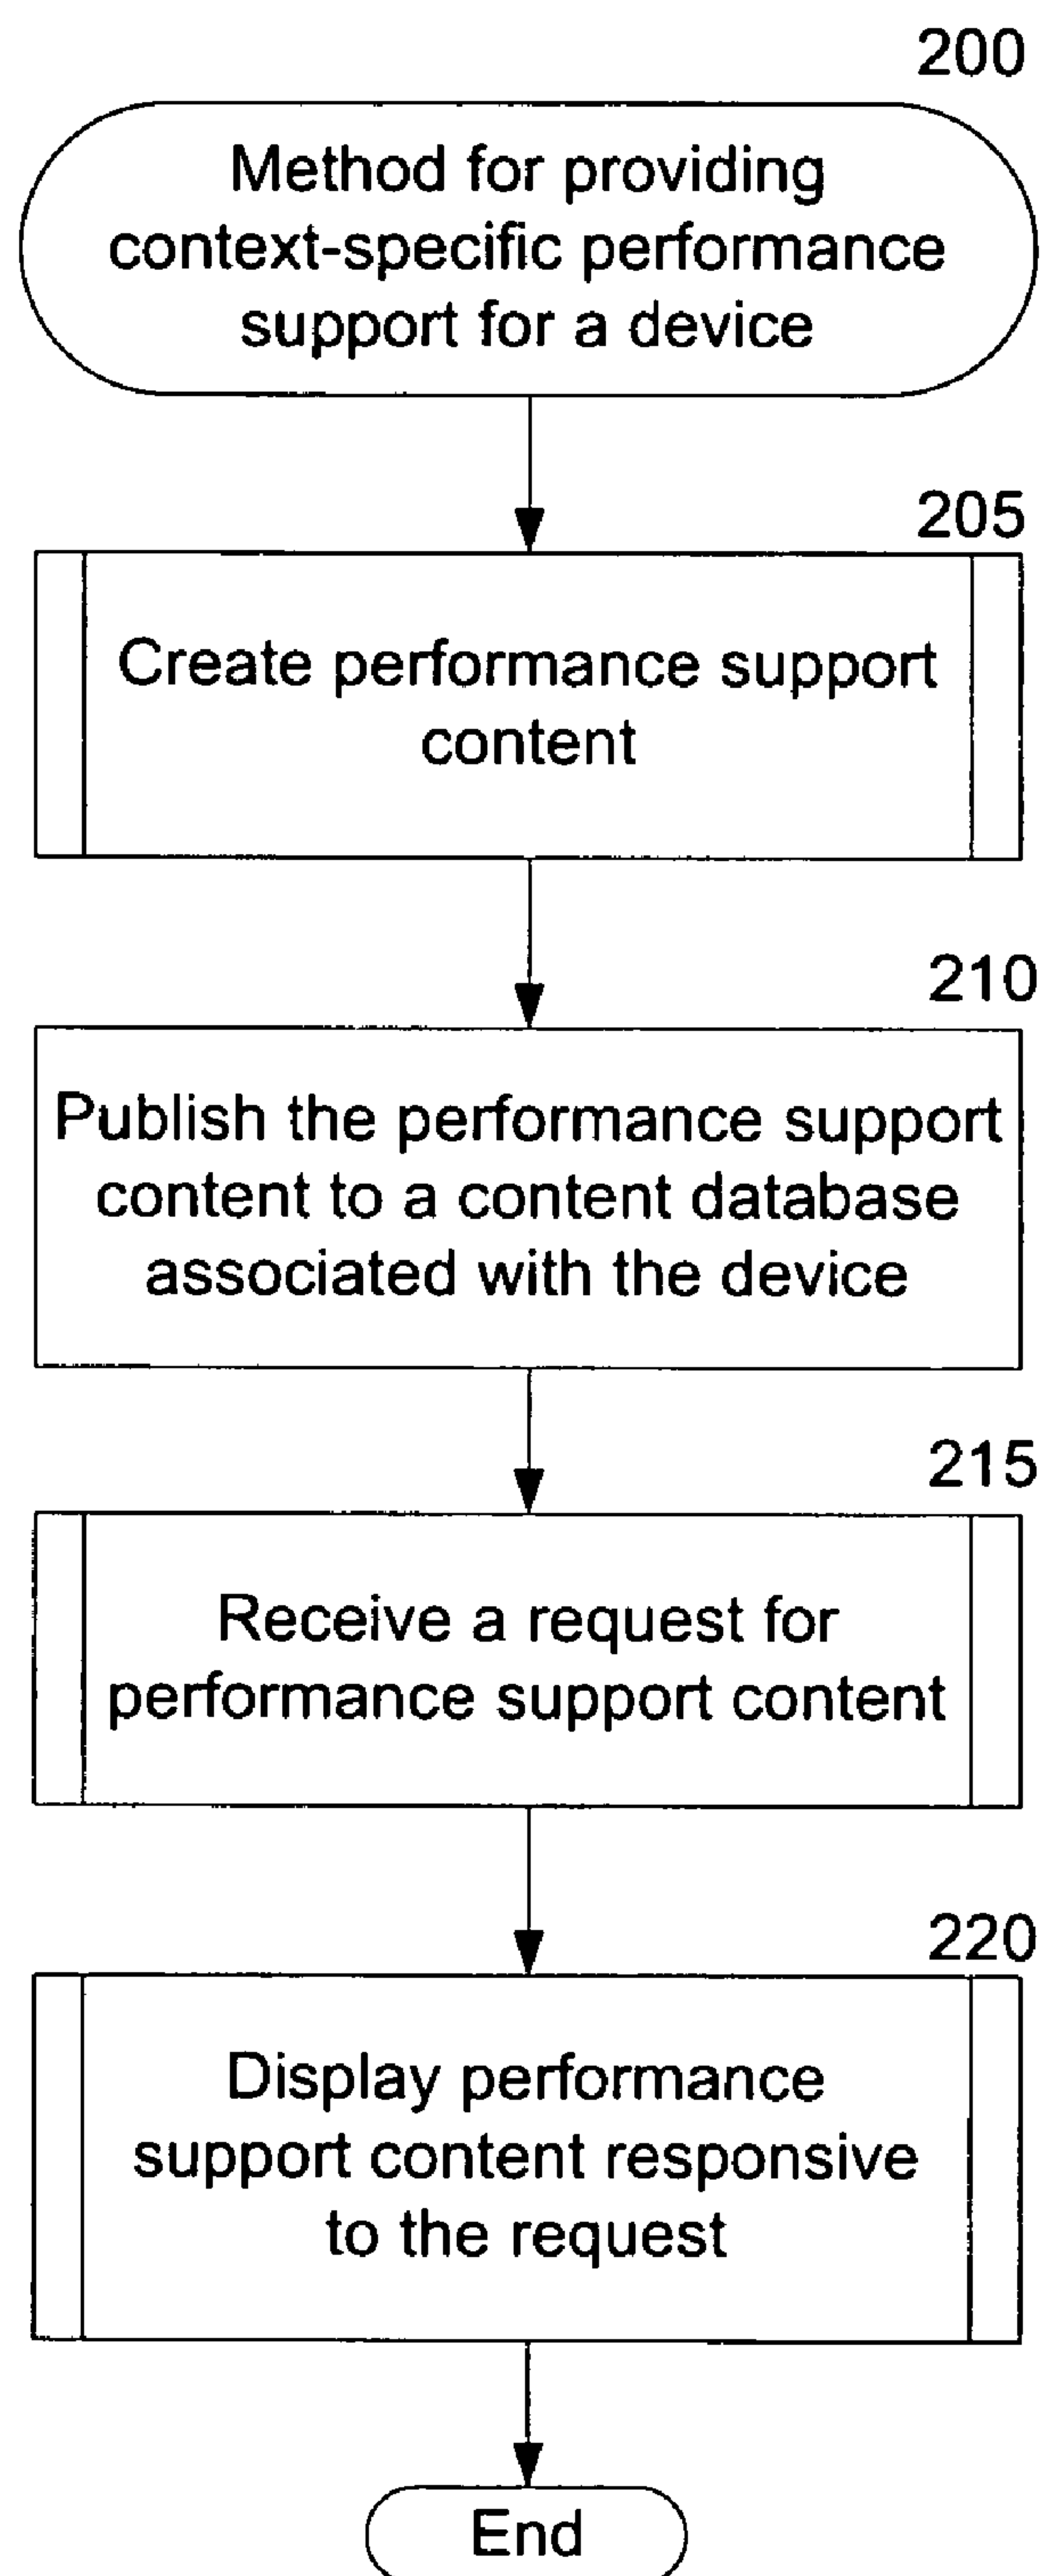 200
Method for providing
context-specific performance
support for a device
205
Create performance support
content
210
Publish the performance support
content to a content database
associated with the device
215
Receive a request for
performance support content
220
Display performance
support content responsive
to the request
End